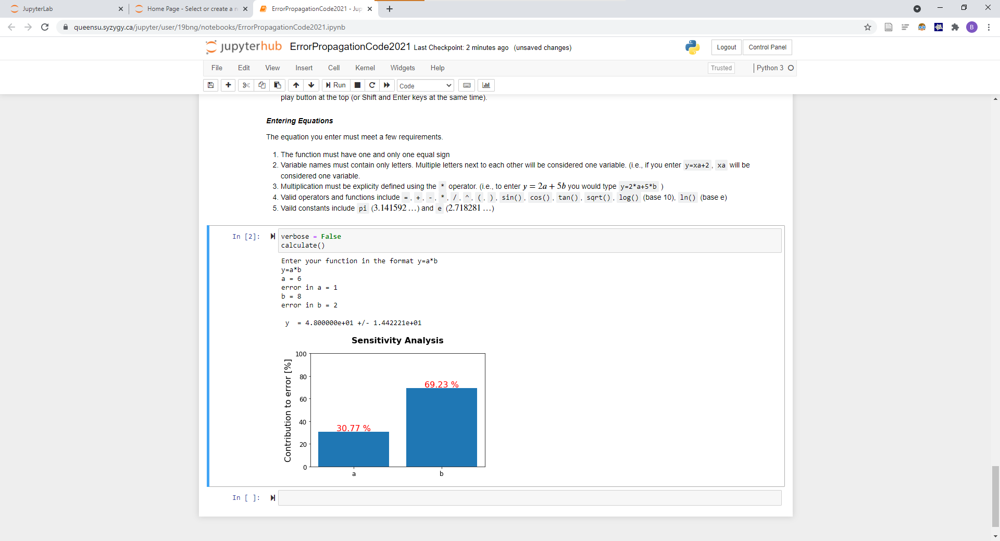 JupyterLab
Home Page - Select or create a n
ErrorPropagationCode2021 - Jup
queensu.syzygy.ca/jupyter/user/19bng/notebooks/ErrorPropagationCode2021.ipynb
B
jupyterhub ErrorPropagationCode2021 Last Checkpoint: 2 minutes ago (unsaved changes)
Logout Control Panel
File Edit View Insert Cell Kernel Widgets Help
Trusted Python 3
Run Code
play button at the top (or Shift and Enter keys at the same time).
Entering Equations
The equation you enter must meet a few requirements.
1. The function must have one and only one equal sign
2. Variable names must contain only letters. Multiple letters next to each other will be considered one variable. (i.e., if you enter y=xa+2 , xa will be
considered one variable.
3. Multiplication must be explicity defined using the * operator. (i.e., to enter y = 2a + 5b you would type y=2*a+5*b )
4. Valid operators and functions include = , + , - , * , / , ^ , ( , ) , sin() , cos() , tan() , sqrt() , log() (base 10), ln() (base e)
5. Vaild constants include pi (3.141592 …) and e (2.718281 …)
In [2]:
verbose = False
calculate()
Enter your function in the format y=a*b
y=a*b
a = 6
error in a = 1
b = 8
error in b = 2
y = 4.800000e+01 +/- 1.442221e+01
Sensitivity Analysis
Contribution to error [%]
100
80
60
40
20
0
69.23 %
30.77 %
a
b
In [ ]: